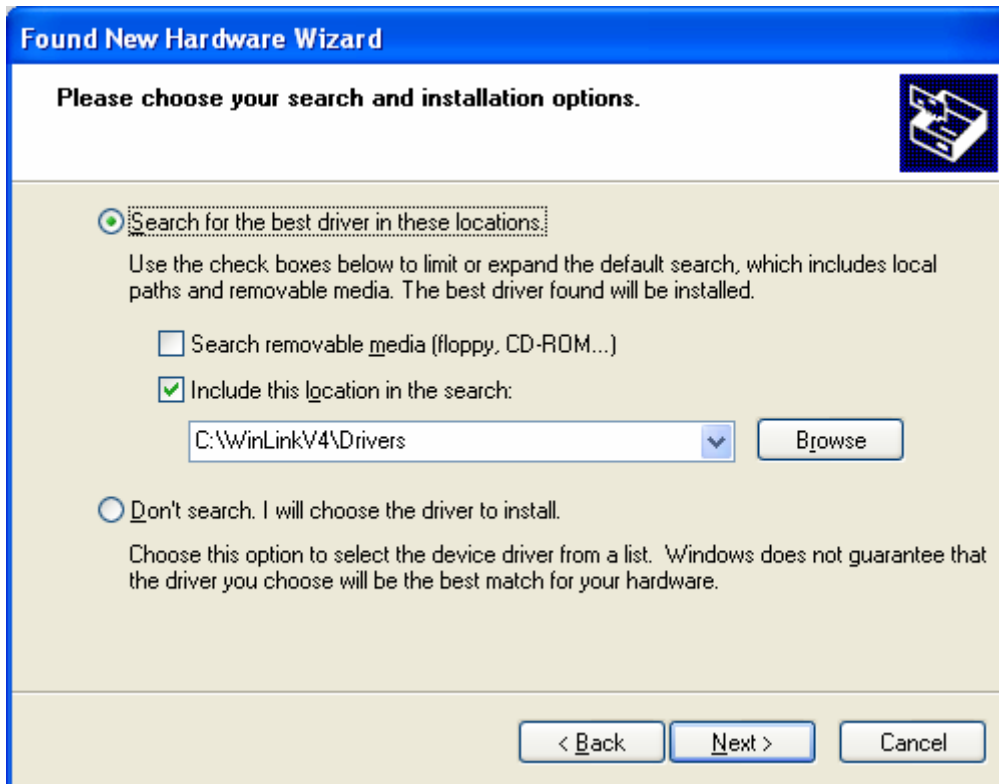 Found New Hardware Wizard
Please choose your search and installation options.
Search for the best driver in these locations.
Use the check boxes below to limit or expand the default search, which includes local
paths and removable media. The best driver found will be installed.
Search removable media (floppy, CD-ROM...)
Include this location in the search:
C:\WinLinkV4\Drivers
Browse
Don't search. I will choose the driver to install.
Choose this option to select the device driver from a list.  Windows does not guarantee that
the driver you choose will be the best match for your hardware.
< Back
Next >
Cancel